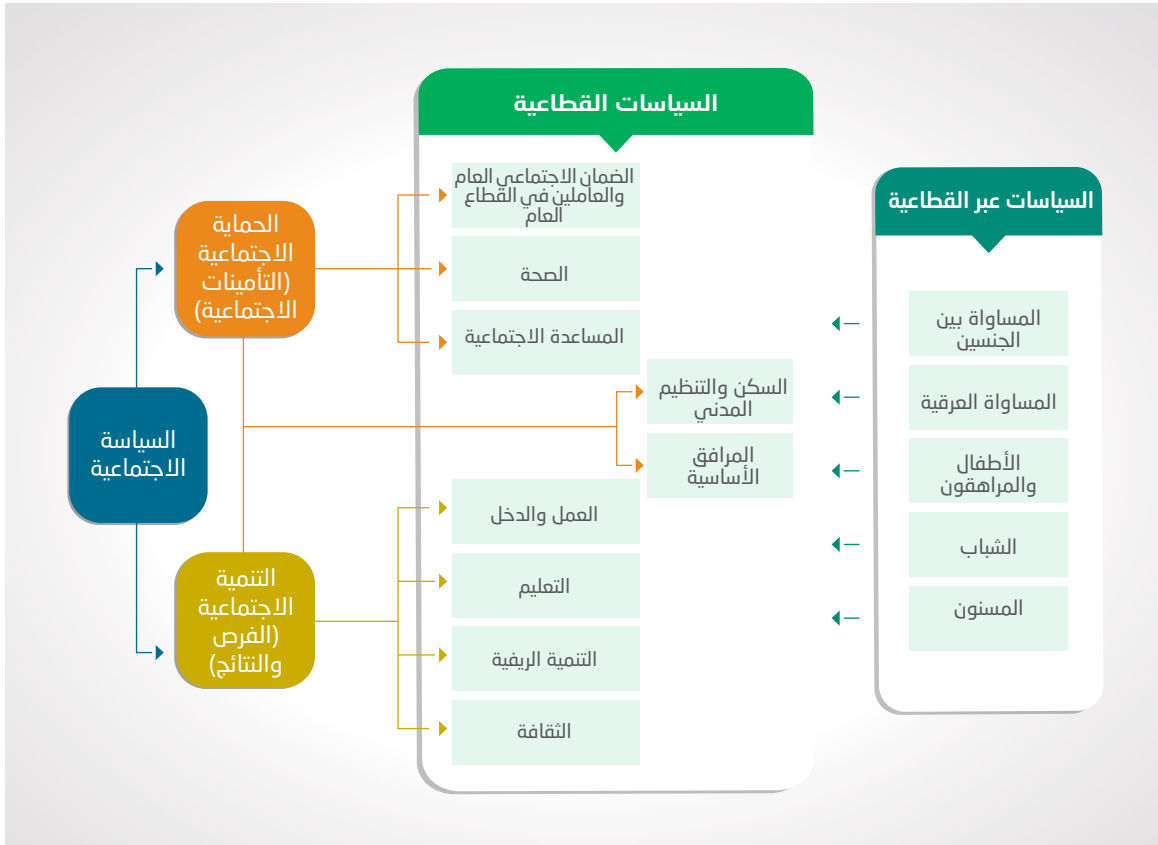 السياسات القطاعية
الضمان الاجتماعي العام
والعاملين في القطاع
العام
الصحة
المساعدة الاجتماعية
السكن والتنظيم
المدني
المرافق
الأساسية
العمل والدخل
التعليم
التنمية الريفية
الثقافة
السياسات عبر القطاعية
المساواة بين
الجنسين
المساواة العرقية
الأطفال
والمراهقون
الشباب
المسنون
الحماية
الاجتماعية
(التأمينات
الاجتماعية)
السياسة
الاجتماعية
التنمية
الاجتماعية
(الفرص
والنتائج)